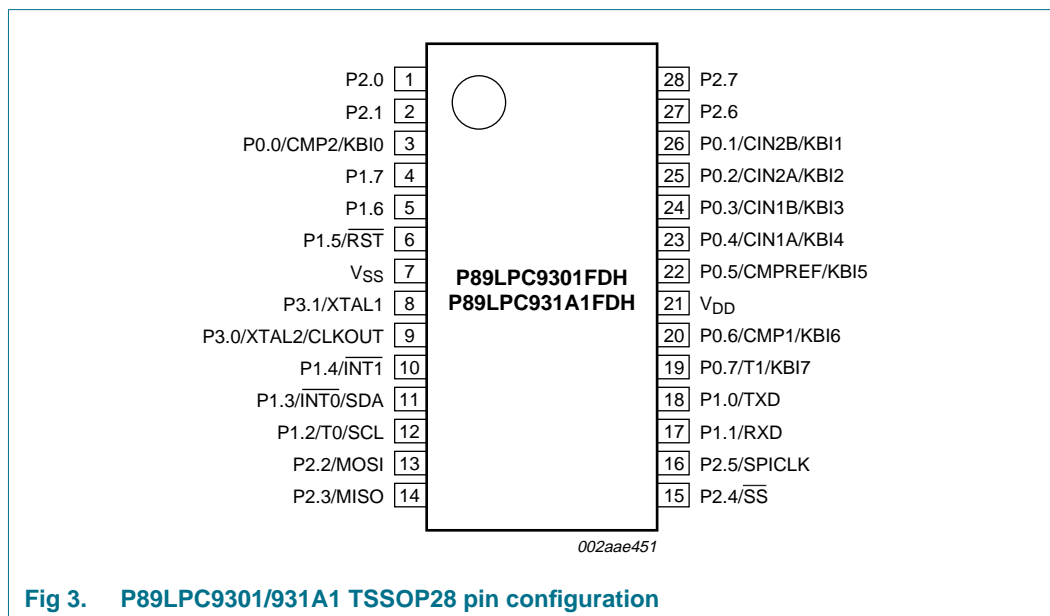 P2.0 1 28 P2.7
P2.1 2 27 P2.6
P0.0/CMP2/KBI0 3 26 P0.1/CIN2B/KBI1
P1.7 4 25 P0.2/CIN2A/KBI2
P1.6 5 24 P0.3/CIN1B/KBI3
P1.5/R̅S̅T̅ 6 23 P0.4/CIN1A/KBI4
VSS 7 22 P0.5/CMPREF/KBI5
P89LPC9301FDH
P89LPC931A1FDH
P3.1/XTAL1 8 21 VDD
P3.0/XTAL2/CLKOUT 9 20 P0.6/CMP1/KBI6
P1.4/I̅N̅T̅1̅ 10 19 P0.7/T1/KBI7
P1.3/I̅N̅T̅0̅/SDA 11 18 P1.0/TXD
P1.2/T0/SCL 12 17 P1.1/RXD
P2.2/MOSI 13 16 P2.5/SPICLK
P2.3/MISO 14 15 P2.4/S̅S̅
002aae451
Fig 3. P89LPC9301/931A1 TSSOP28 pin configuration